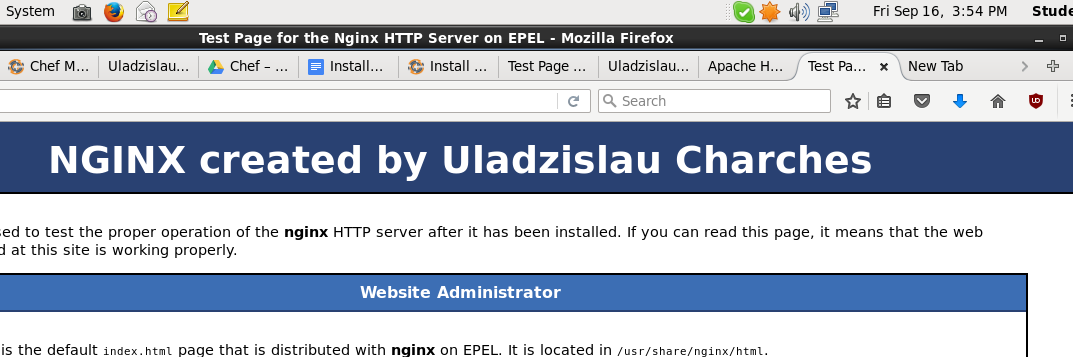 System Fri Sep 16, 3:54 PM Stude
Test Page for the Nginx HTTP Server on EPEL - Mozilla Firefox
Chef M... Uladzislau... Chef – ... Install... Install ... Test Page ... Uladzislau... Apache H... Test Pa... New Tab
Search
NGINX created by Uladzislau Charches
sed to test the proper operation of the nginx HTTP server after it has been installed. If you can read this page, it means that the web
d at this site is working properly.
Website Administrator
is the default index.html page that is distributed with nginx on EPEL. It is located in /usr/share/nginx/html.